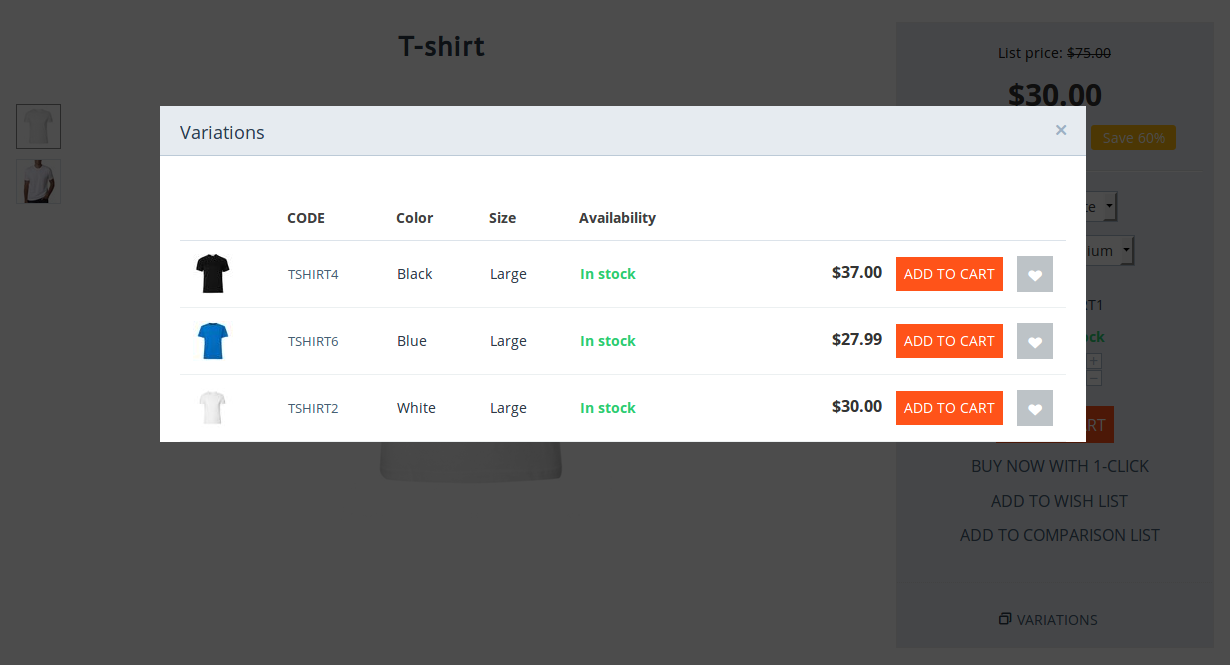 T-shirt
List price: $75.00
$30.00
Save 60%
Variations
×
CODE Color Size Availability
TSHIRT4 Black Large In stock $37.00 ADD TO CART
TSHIRT6 Blue Large In stock $27.99 ADD TO CART
TSHIRT2 White Large In stock $30.00 ADD TO CART
BUY NOW WITH 1-CLICK
ADD TO WISH LIST
ADD TO COMPARISON LIST
VARIATIONS